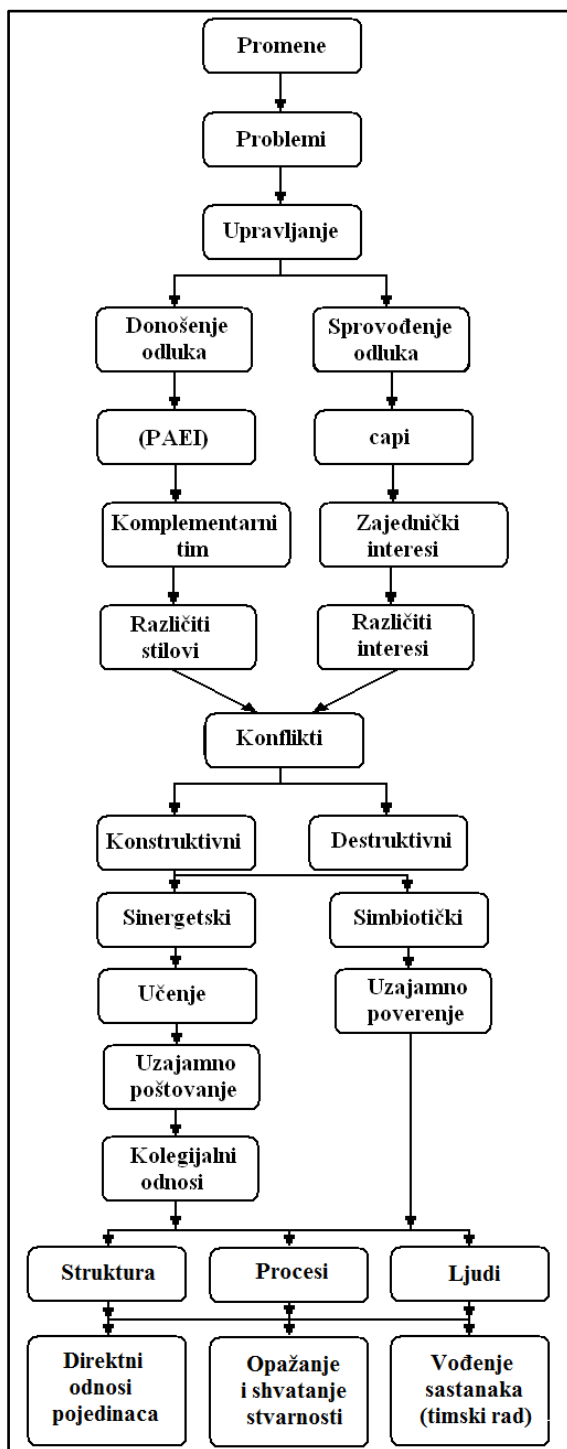 Promene
Problemi
Upravljanje
Donošenje
odluka
Sprovođenje
odluka
(PAEI)
capi
Komplementarni
tim
Zajednički
interesi
Različiti
stilovi
Različiti
interesi
Konflikti
Konstruktivni
Destruktivni
Sinergetski
Simbiotički
Učenje
Uzajamno
poverenje
Uzajamno
poštovanje
Kolegijalni
odnosi
Struktura
Procesi
Ljudi
Direktni
odnosi
pojedinaca
Opažanje
i shvatanje
stvarnosti
Vođenje
sastanaka
(timski rad)